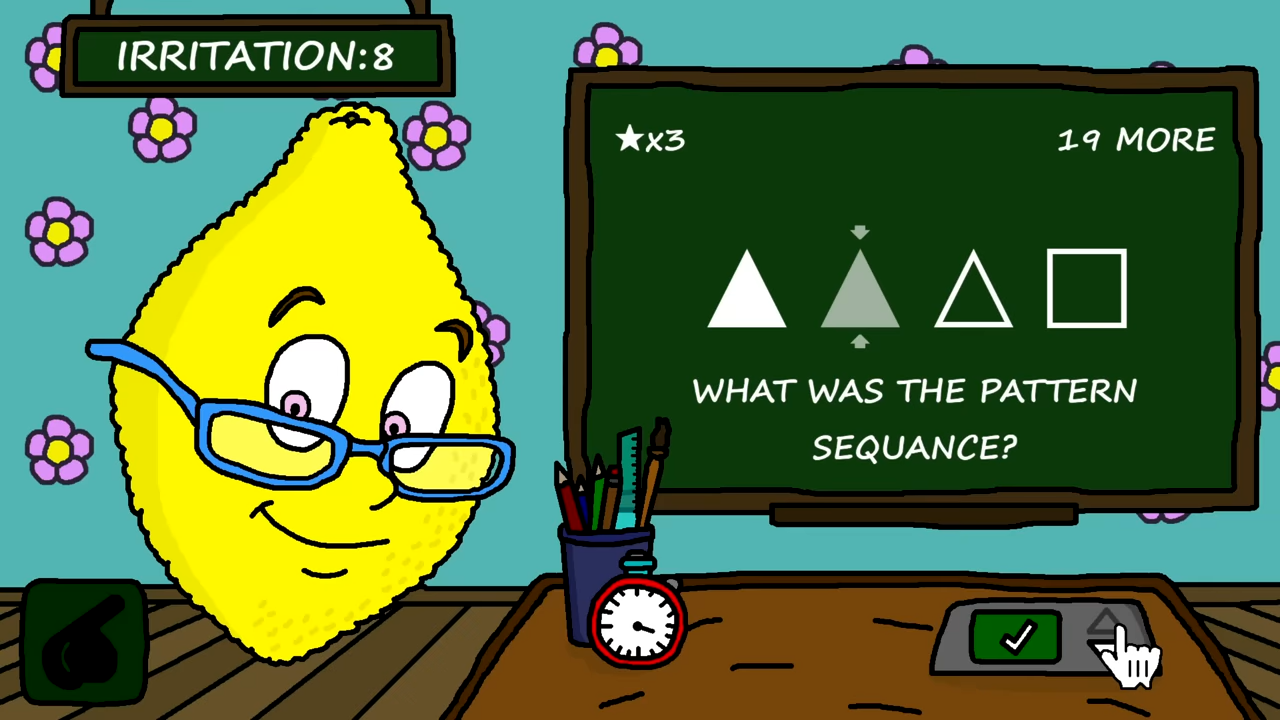 IRRITATION:8
★x3
19 MORE
WHAT WAS THE PATTERN
SEQUANCE?